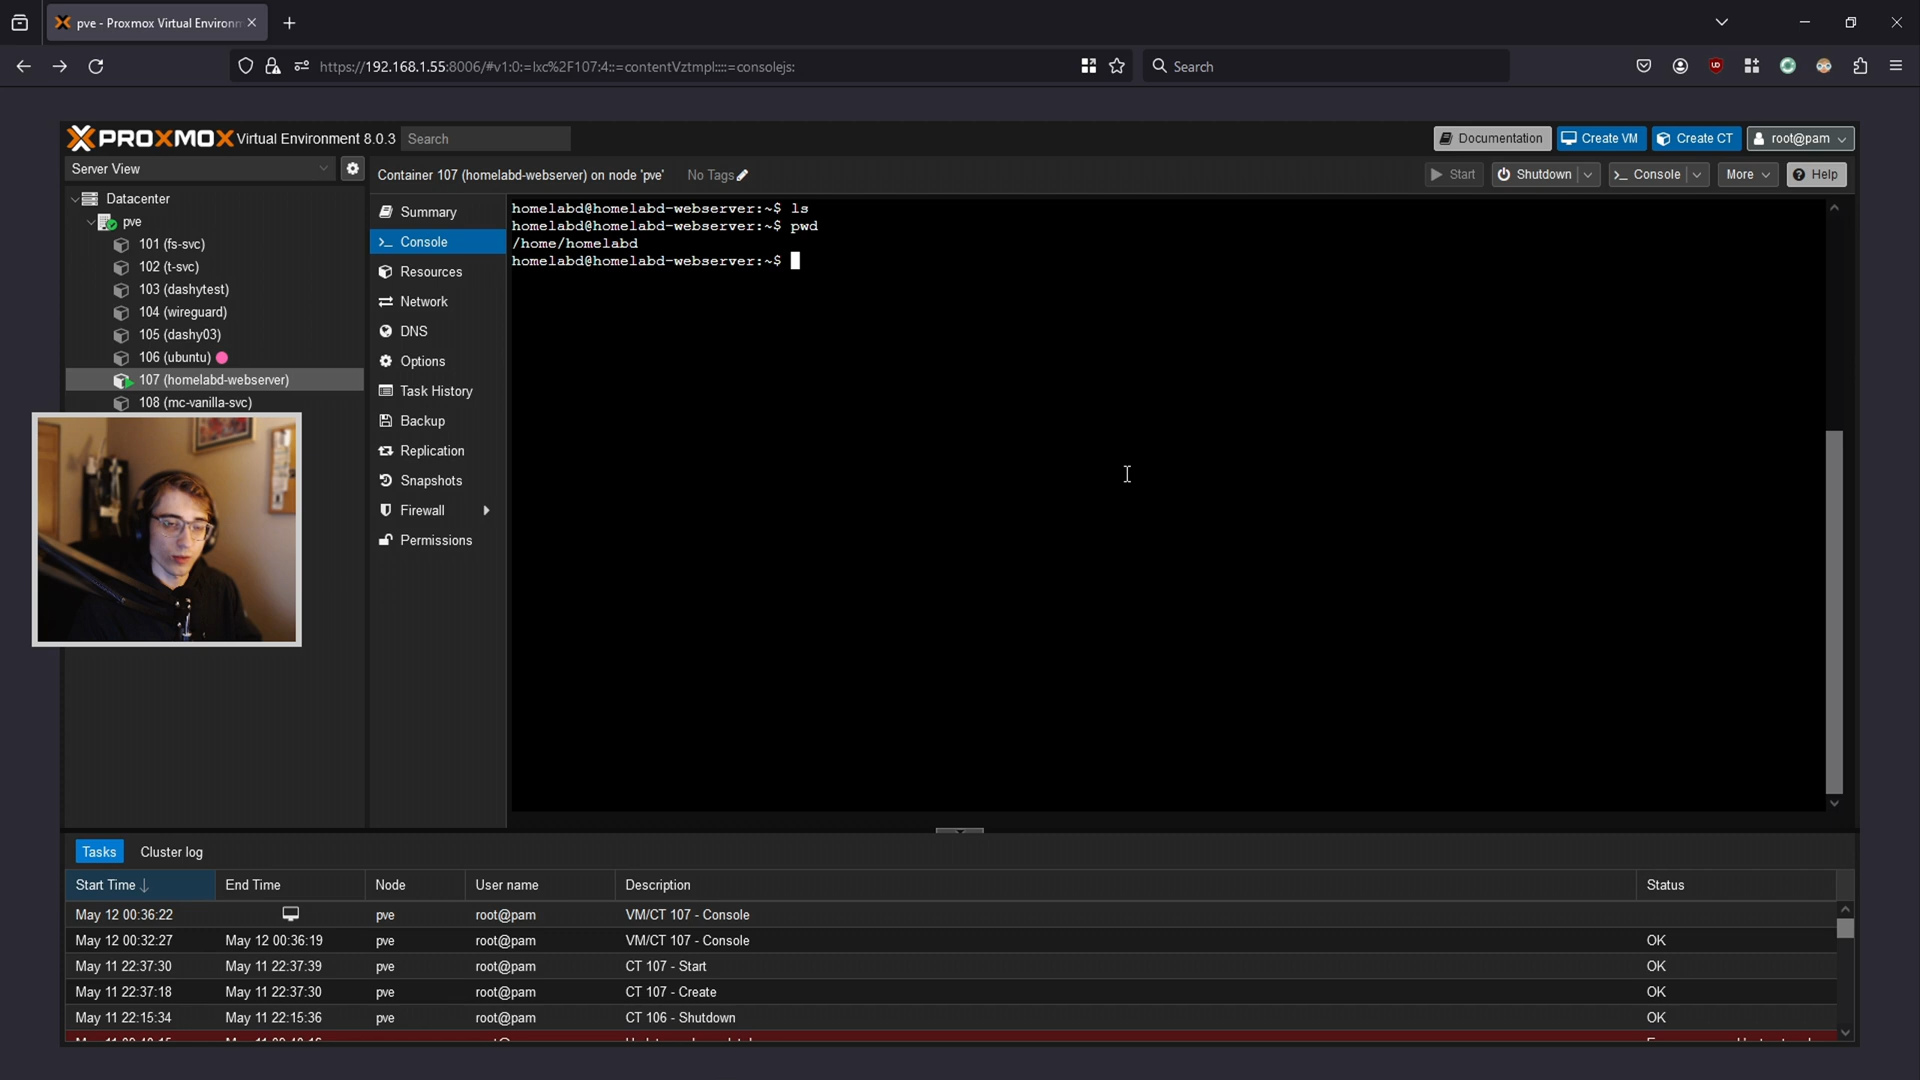 pve - Proxmox Virtual Environm
https://192.168.1.55:8006/#v1:0:=lxc%2F107:4::=contentVztmpl::::=consolejs:
Search
PROXMOX Virtual Environment 8.0.3 Search
Documentation Create VM Create CT root@pam
Server View
Container 107 (homelabd-webserver) on node 'pve' No Tags
Start Shutdown Console More Help
Datacenter
pve
101 (fs-svc)
102 (t-svc)
103 (dashytest)
104 (wireguard)
105 (dashy03)
106 (ubuntu)
107 (homelabd-webserver)
108 (mc-vanilla-svc)
Summary
Console
Resources
Network
DNS
Options
Task History
Backup
Replication
Snapshots
Firewall
Permissions
homelabd@homelabd-webserver:~$ ls
homelabd@homelabd-webserver:~$ pwd
/home/homelabd
homelabd@homelabd-webserver:~$
Tasks Cluster log
Start Time End Time Node User name Description Status
May 12 00:36:22 pve root@pam VM/CT 107 - Console
May 12 00:32:27 May 12 00:36:19 pve root@pam VM/CT 107 - Console OK
May 11 22:37:30 May 11 22:37:39 pve root@pam CT 107 - Start OK
May 11 22:37:18 May 11 22:37:30 pve root@pam CT 107 - Create OK
May 11 22:15:34 May 11 22:15:36 pve root@pam CT 106 - Shutdown OK